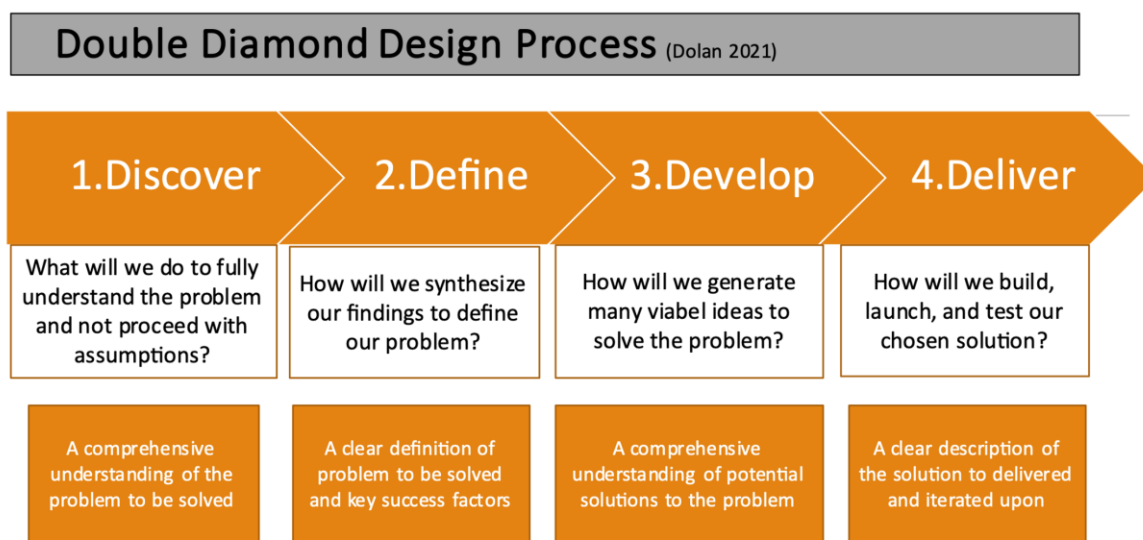 Double Diamond Design Process (Dolan 2021)
1.Discover
2.Define
3.Develop
4.Deliver
What will we do to fully
understand the problem
and not proceed with
assumptions?
How will we synthesize
our findings to define
our problem?
How will we generate
many viabel ideas to
solve the problem?
How will we build,
launch, and test our
chosen solution?
A comprehensive
understanding of the
problem to be solved
A clear definition of
problem to be solved
and key success factors
A comprehensive
understanding of potential
solutions to the problem
A clear description of
the solution to delivered
and iterated upon